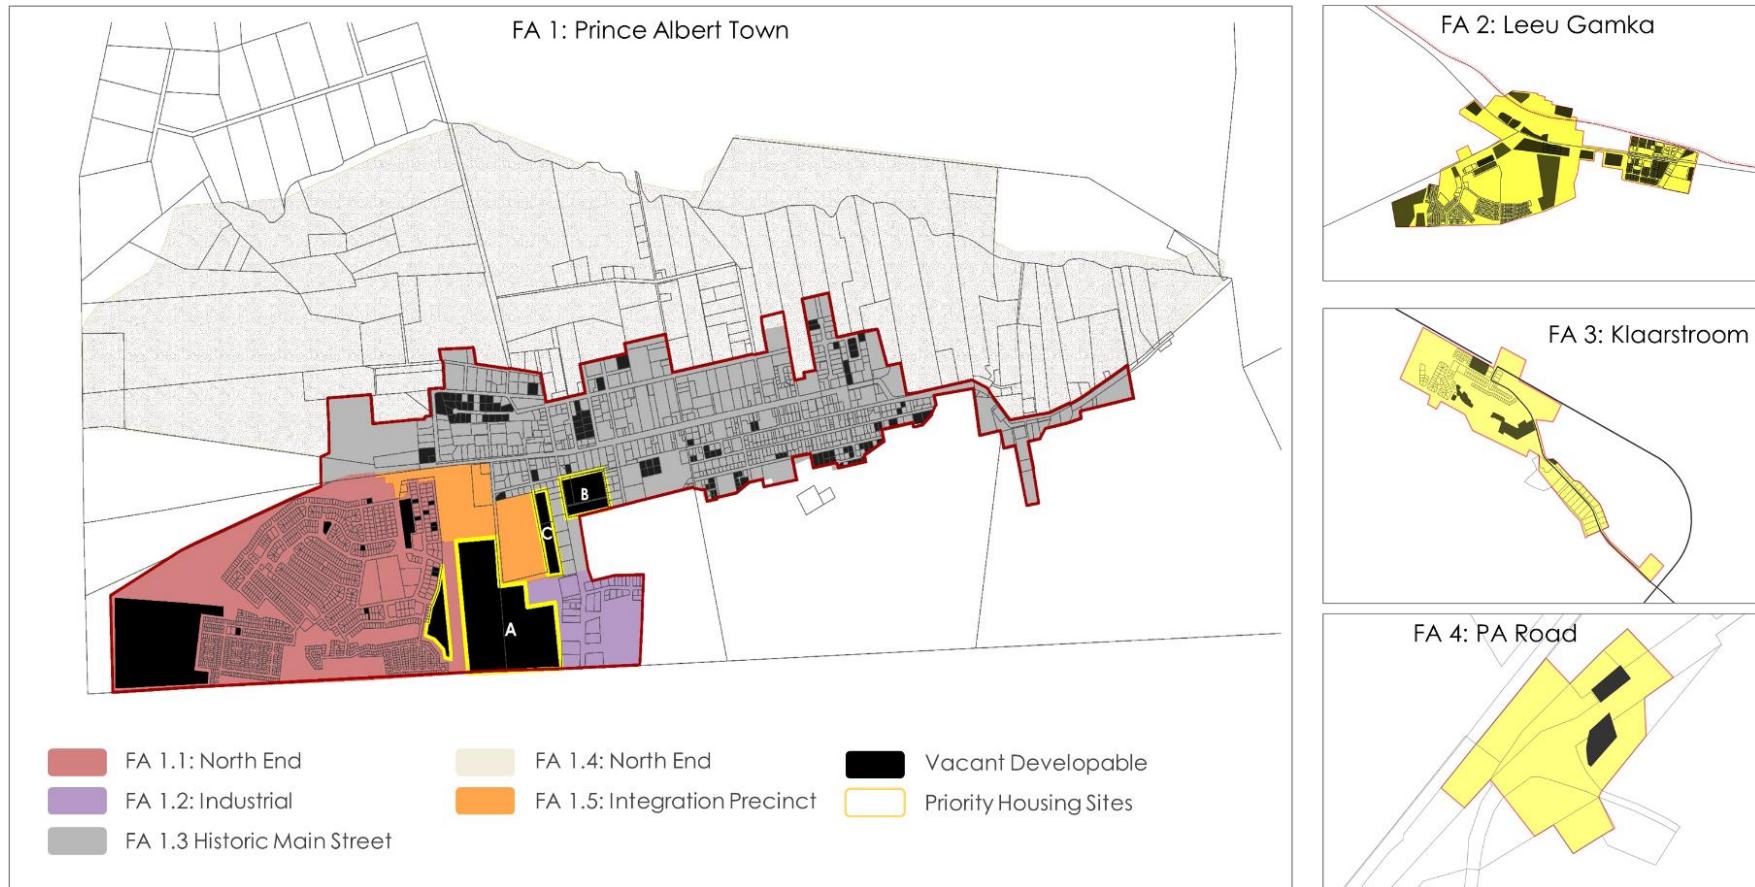 FA 1: Prince Albert Town
B
C
A
FA 1.1: North End
FA 1.2: Industrial
FA 1.3 Historic Main Street
FA 1.4: North End
FA 1.5: Integration Precinct
Vacant Developable
Priority Housing Sites
FA 2: Leeu Gamka
FA 3: Klaarstroom
FA 4: PA Road